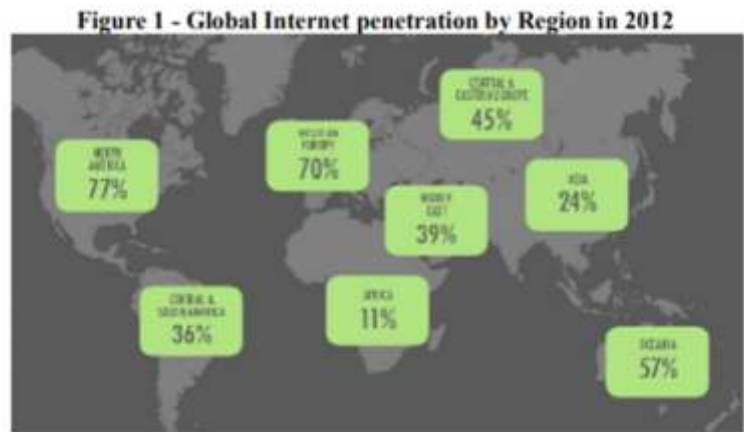 Figure 1 - Global Internet penetration by Region in 2012
CENTRAL &
EASTERN EUROPE
45%
WESTERN
EUROPE
70%
NORTH
AMERICA
77%
ASIA
24%
MIDDLE
EAST
39%
CENTRAL &
SOUTH AMERICA
36%
AFRICA
11%
OCEANIA
57%